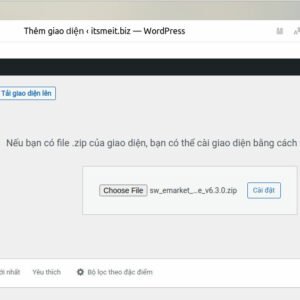 Thêm giao diện ‹ itsmeit.biz — WordPress
Tải giao diện lên
Nếu bạn có file .zip của giao diện, bạn có thể cài giao diện bằng cách
Choose File sw_emarket_...e_v6.3.0.zip Cài đặt
nhất Yêu thích Bộ lọc theo đặc điểm